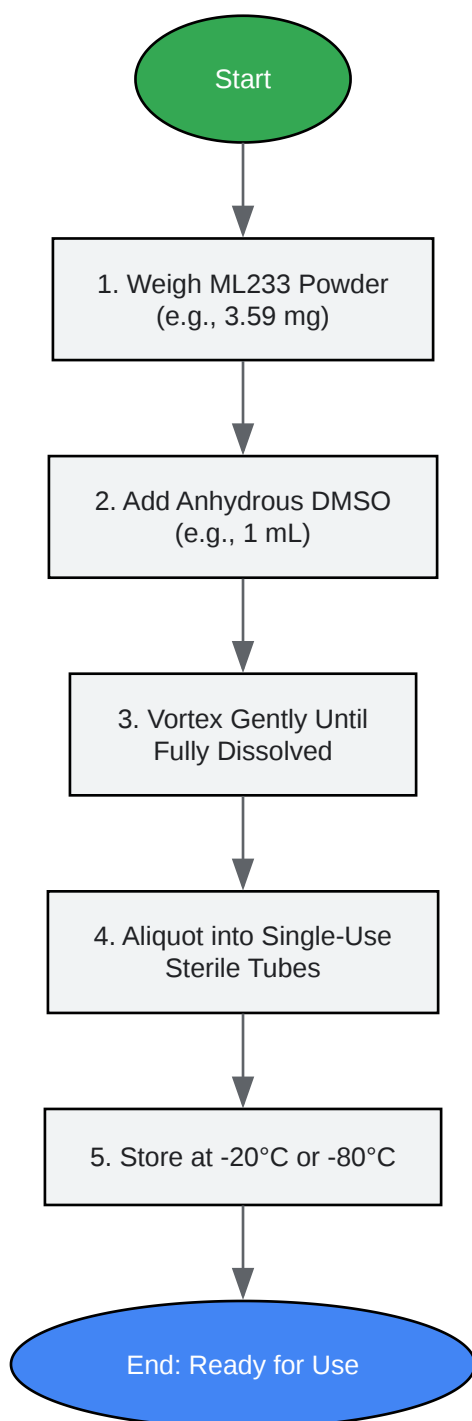 Start
1. Weigh ML233 Powder
(e.g., 3.59 mg)
2. Add Anhydrous DMSO
(e.g., 1 mL)
3. Vortex Gently Until
Fully Dissolved
4. Aliquot into Single-Use
Sterile Tubes
5. Store at -20°C or -80°C
End: Ready for Use